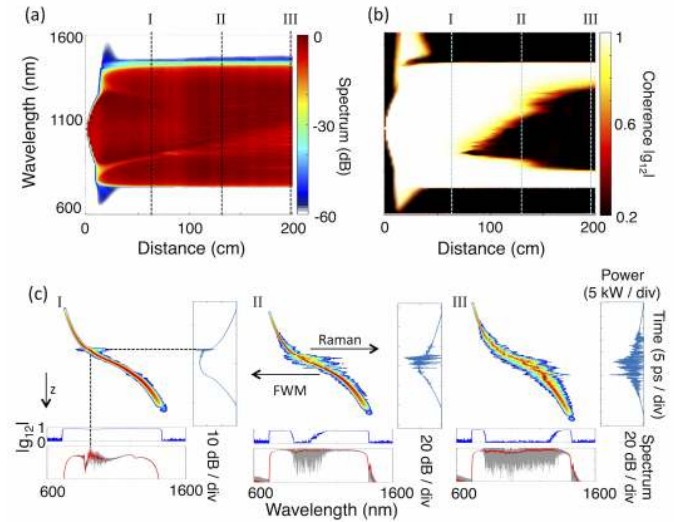 (a) I II III
1600
1100
600
Wavelength (nm)
0 100 200
Distance (cm)
0
-30
-60
Spectrum (dB)
(b) I II III
0 100 200
Distance (cm)
1
0.6
0.2
Coherence |g12|
(c) I II III
Power
(5 kW / div)
Raman
FWM
z
Time (5 ps / div)
|g12|
1
0
10 dB / div
20 dB / div
Spectrum
20 dB / div
600 1600 600 1600 600 1600
Wavelength (nm)